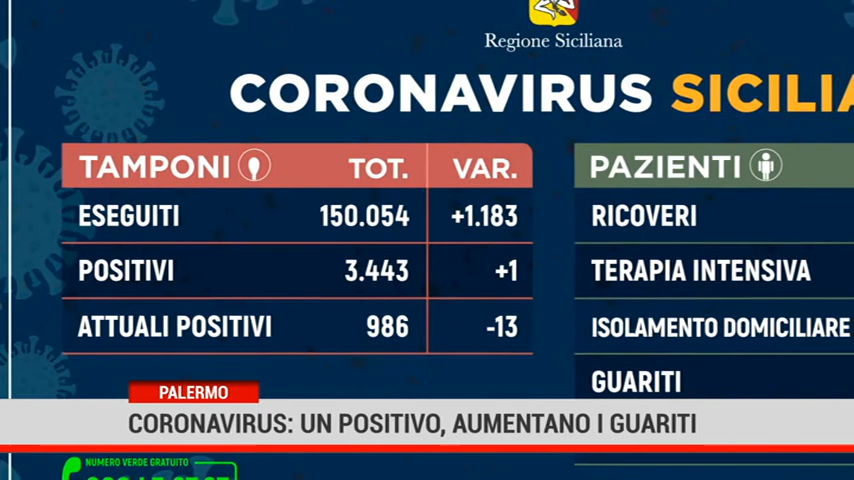 Regione Siciliana
CORONAVIRUS SICILIA
TAMPONI TOT. VAR.
ESEGUITI 150.054 +1.183
POSITIVI 3.443 +1
ATTUALI POSITIVI 986 -13
PAZIENTI
RICOVERI
TERAPIA INTENSIVA
ISOLAMENTO DOMICILIARE
GUARITI
PALERMO
CORONAVIRUS: UN POSITIVO, AUMENTANO I GUARITI
NUMERO VERDE GRATUITO